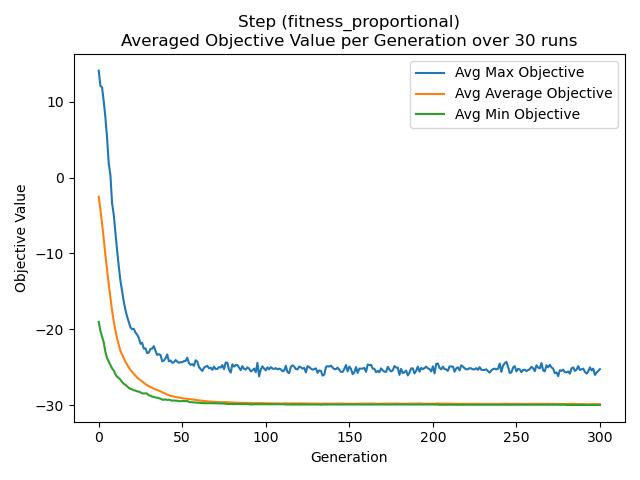 Step (fitness_proportional)
Averaged Objective Value per Generation over 30 runs
Avg Max Objective
Avg Average Objective
Avg Min Objective
Objective Value
10
0
−10
−20
−30
0 50 100 150 200 250 300
Generation